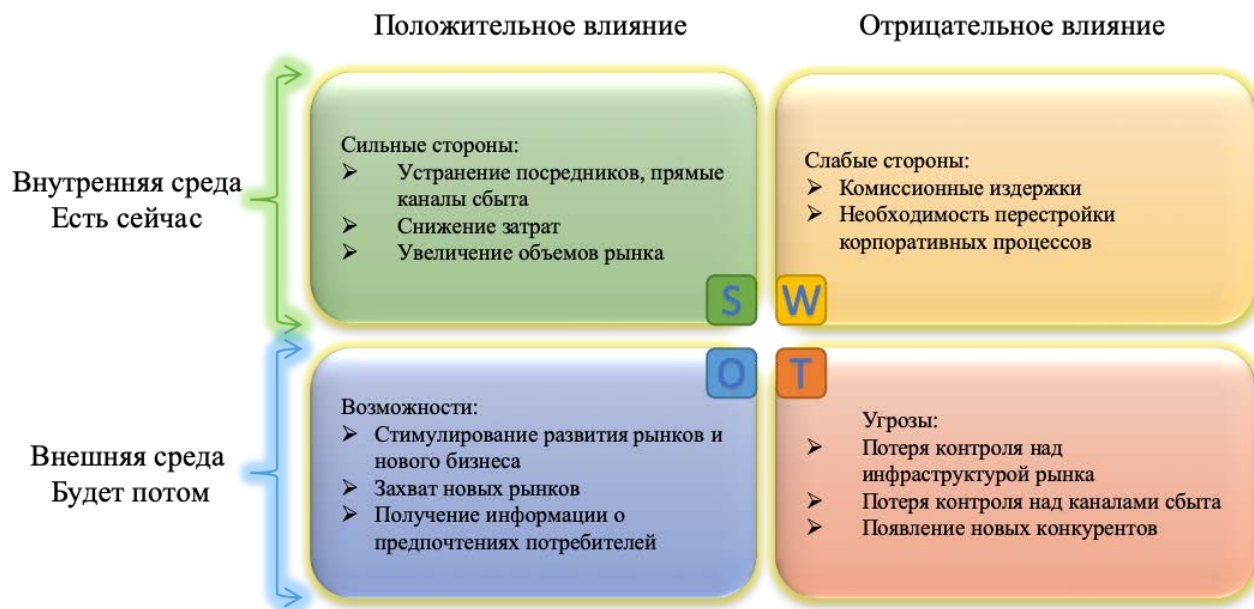 Положительное влияние
Отрицательное влияние
Внутренняя среда
Есть сейчас
Сильные стороны:
➢ Устранение посредников, прямые
каналы сбыта
➢ Снижение затрат
➢ Увеличение объемов рынка
S
Слабые стороны:
➢ Комиссионные издержки
➢ Необходимость перестройки
корпоративных процессов
W
Внешняя среда
Будет потом
Возможности:
➢ Стимулирование развития рынков и
нового бизнеса
➢ Захват новых рынков
➢ Получение информации о
предпочтениях потребителей
O
Угрозы:
➢ Потеря контроля над
инфраструктурой рынка
➢ Потеря контроля над каналами сбыта
➢ Появление новых конкурентов
T